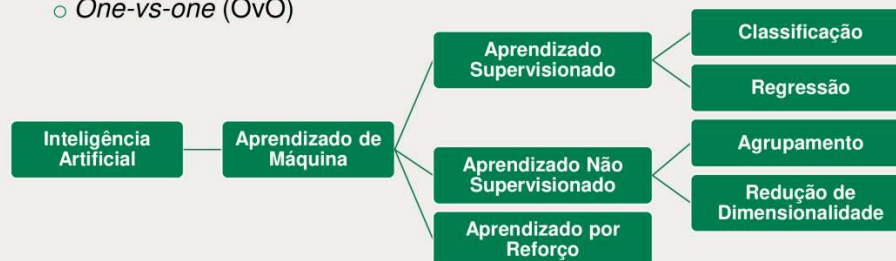 ○ One-vs-one (OvO)
Inteligência
Artificial
Aprendizado de
Máquina
Aprendizado
Supervisionado
Classificação
Regressão
Aprendizado Não
Supervisionado
Agrupamento
Redução de
Dimensionalidade
Aprendizado por
Reforço